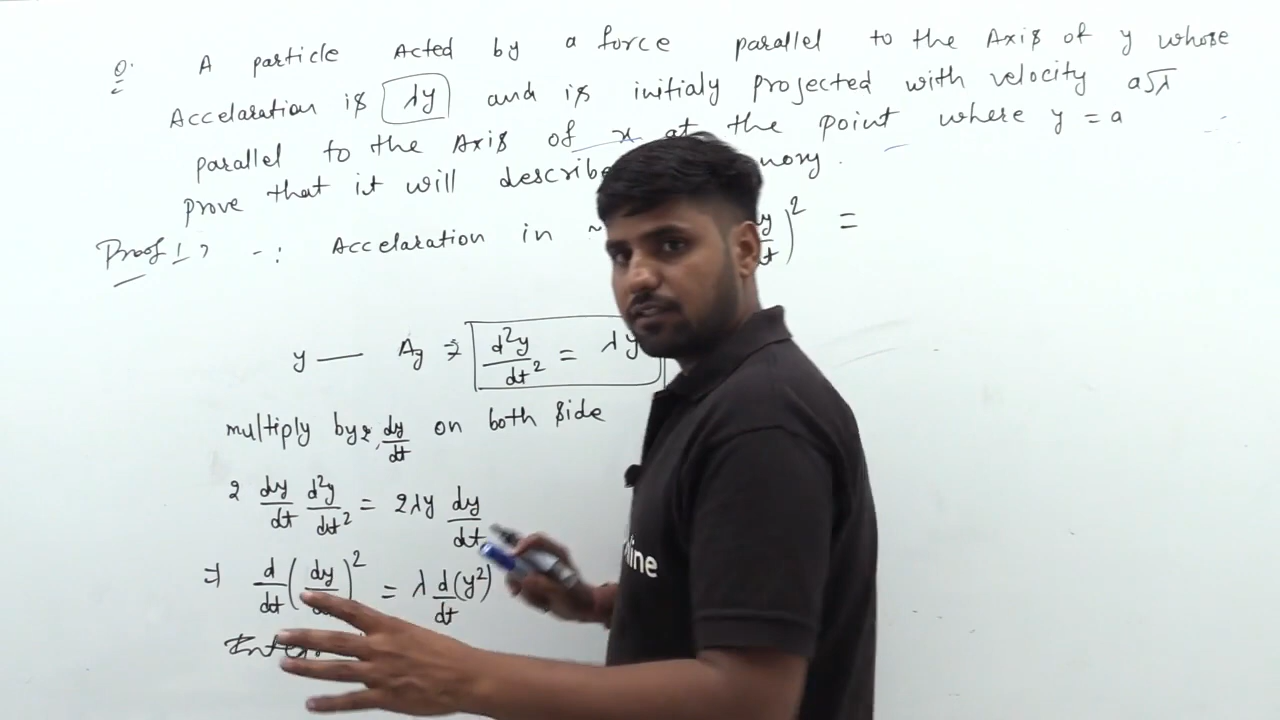 Q. A particle Acted by a force parallel to the Axis of y whose
Accelaration is λy and is initialy projected with velocity a√λ
parallel to the Axis of x at the point where y = a
prove that it will describe
Proof :- Accelaration in )² =
y — Ay ⇒ d²y/dt² = λy
multiply by 2, dy/dt on both side
2 dy/dt d²y/dt² = 2λy dy/dt
⇒ d/dt (dy/)² = λ d/dt (y²)
line